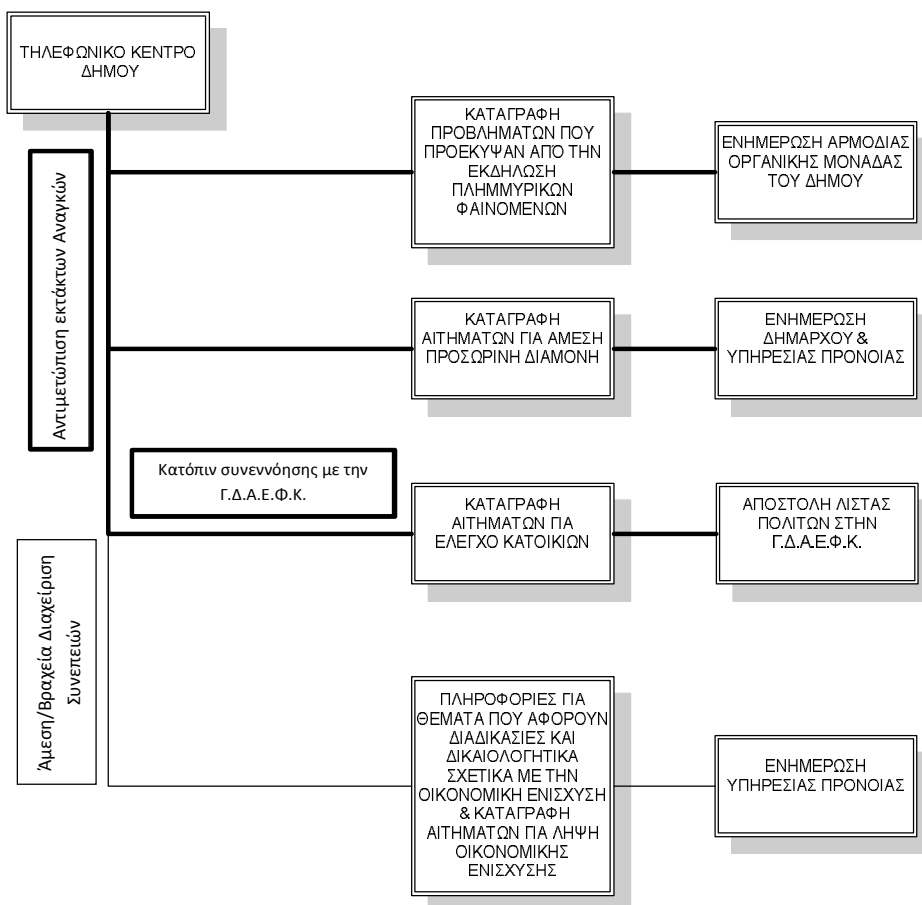 ΤΗΛΕΦΩΝΙΚΟ ΚΕΝΤΡΟ
ΔΗΜΟΥ
Αντιμετώπιση εκτάκτων Αναγκών
ΚΑΤΑΓΡΑΦΗ
ΠΡΟΒΛΗΜΑΤΩΝ ΠΟΥ
ΠΡΟΕΚΥΨΑΝ ΑΠΟ ΤΗΝ
ΕΚΔΗΛΩΣΗ
ΠΛΗΜΜΥΡΙΚΩΝ
ΦΑΙΝΟΜΕΝΩΝ
ΕΝΗΜΕΡΩΣΗ ΑΡΜΟΔΙΑΣ
ΟΡΓΑΝΙΚΗΣ ΜΟΝΑΔΑΣ
ΤΟΥ ΔΗΜΟΥ
ΚΑΤΑΓΡΑΦΗ
ΑΙΤΗΜΑΤΩΝ ΓΙΑ ΑΜΕΣΗ
ΠΡΟΣΩΡΙΝΗ ΔΙΑΜΟΝΗ
ΕΝΗΜΕΡΩΣΗ
ΔΗΜΑΡΧΟΥ &
ΥΠΗΡΕΣΙΑΣ ΠΡΟΝΟΙΑΣ
Κατόπιν συνεννόησης με την
Γ.Δ.Α.Ε.Φ.Κ.
ΚΑΤΑΓΡΑΦΗ
ΑΙΤΗΜΑΤΩΝ ΓΙΑ
ΕΛΕΓΧΟ ΚΑΤΟΙΚΙΩΝ
ΑΠΟΣΤΟΛΗ ΛΙΣΤΑΣ
ΠΟΛΙΤΩΝ ΣΤΗΝ
Γ.Δ.Α.Ε.Φ.Κ.
Άμεση/Βραχεία Διαχείριση
Συνεπειών
ΠΛΗΡΟΦΟΡΙΕΣ ΓΙΑ
ΘΕΜΑΤΑ ΠΟΥ ΑΦΟΡΟΥΝ
ΔΙΑΔΙΚΑΣΙΕΣ ΚΑΙ
ΔΙΚΑΙΟΛΟΓΗΤΙΚΑ
ΣΧΕΤΙΚΑ ΜΕ ΤΗΝ
ΟΙΚΟΝΟΜΙΚΗ ΕΝΙΣΧΥΣΗ
& ΚΑΤΑΓΡΑΦΗ
ΑΙΤΗΜΑΤΩΝ ΓΙΑ ΛΗΨΗ
ΟΙΚΟΝΟΜΙΚΗΣ
ΕΝΙΣΧΥΣΗΣ
ΕΝΗΜΕΡΩΣΗ
ΥΠΗΡΕΣΙΑΣ ΠΡΟΝΟΙΑΣ